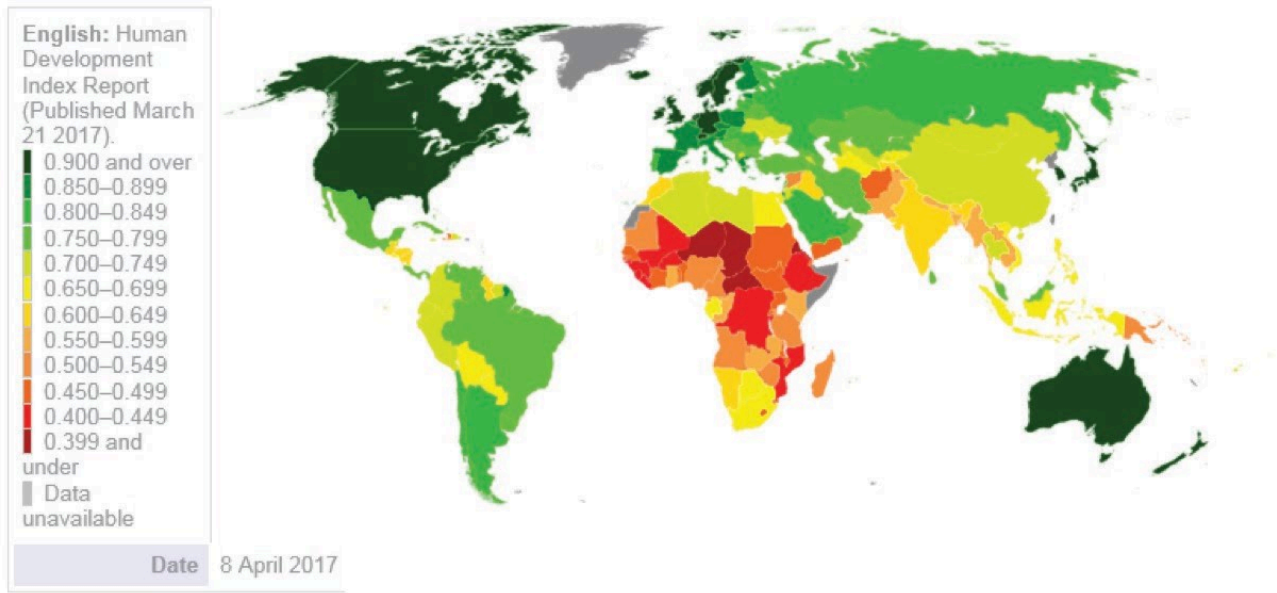 English: Human
Development
Index Report
(Published March
21 2017).
0.900 and over
0.850–0.899
0.800–0.849
0.750–0.799
0.700–0.749
0.650–0.699
0.600–0.649
0.550–0.599
0.500–0.549
0.450–0.499
0.400–0.449
0.399 and
under
Data
unavailable
Date 8 April 2017